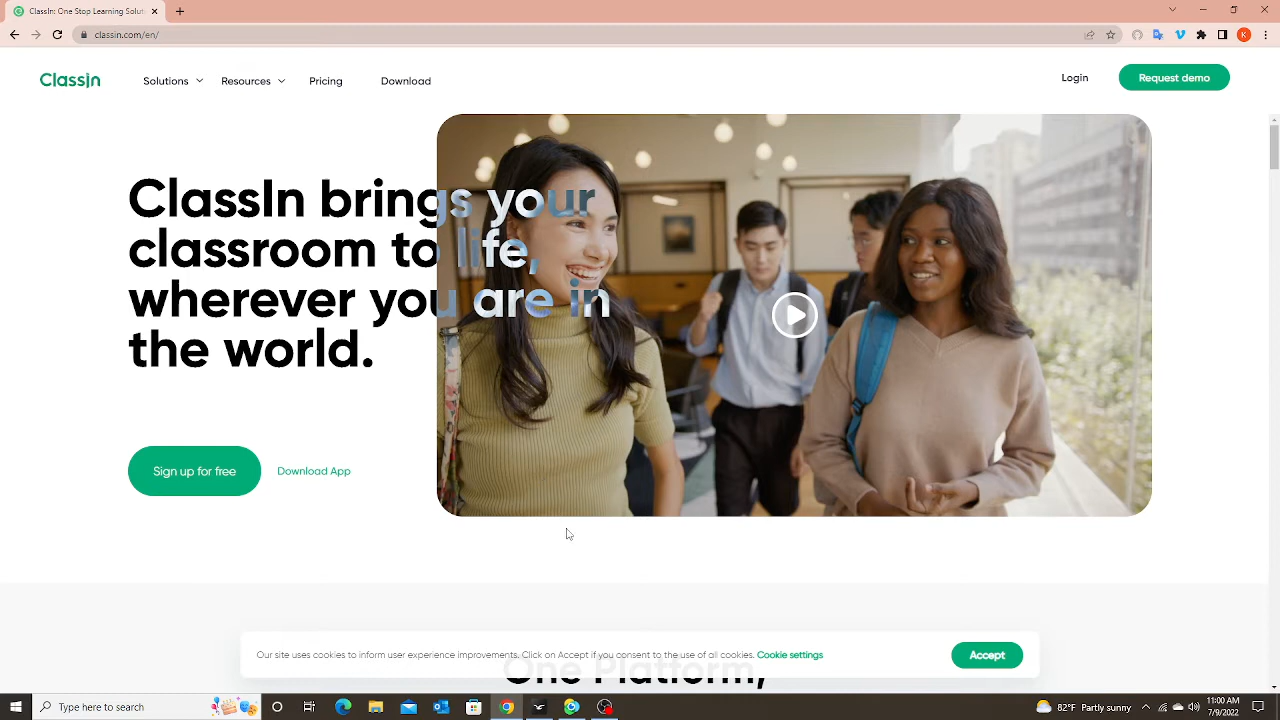 ClassIn: One Stop Learning Soluti
classin.com/en/
K
ClassIn
Solutions
Resources
Pricing
Download
Login
Request demo
ClassIn brings your
classroom to life,
wherever you are in
the world.
Sign up for free
Download App
Our site uses cookies to inform user experience improvements. Click on Accept if you consent to the use of all cookies. Cookie settings
Accept
One Platform,
Type here to search
82°F Partly sunny
11:00 AM
7/9/2022